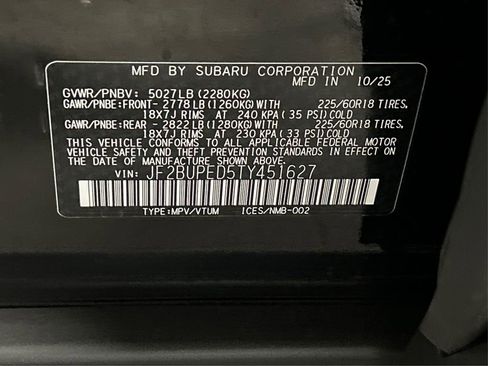 MFD BY SUBARU CORPORATION 10/25
MFD. IN JAPAN
GVWR/PNBV: 5027LB (2280KG)
GAWR/PNBE:FRONT- 2778 LB (1260KG) WITH 225/60R18 TIRES,
18X7J RIMS AT 240 KPA (35 PSI) COLD
GAWR/PNBE:REAR - 2822 LB (1280KG) WITH 225/60R18 TIRES,
18X7J RIMS AT 230 KPA (33 PSI) COLD
THIS VEHICLE CONFORMS TO ALL APPLICABLE FEDERAL MOTOR
VEHICLE SAFETY STANDARDS IN EFFECT ON THE DATE OF
MANUFACTURE SHOWN ABOVE.
VIN: JF2BUPED5TY451627
TYPE:MPV/VTUM ICES/NMB-002